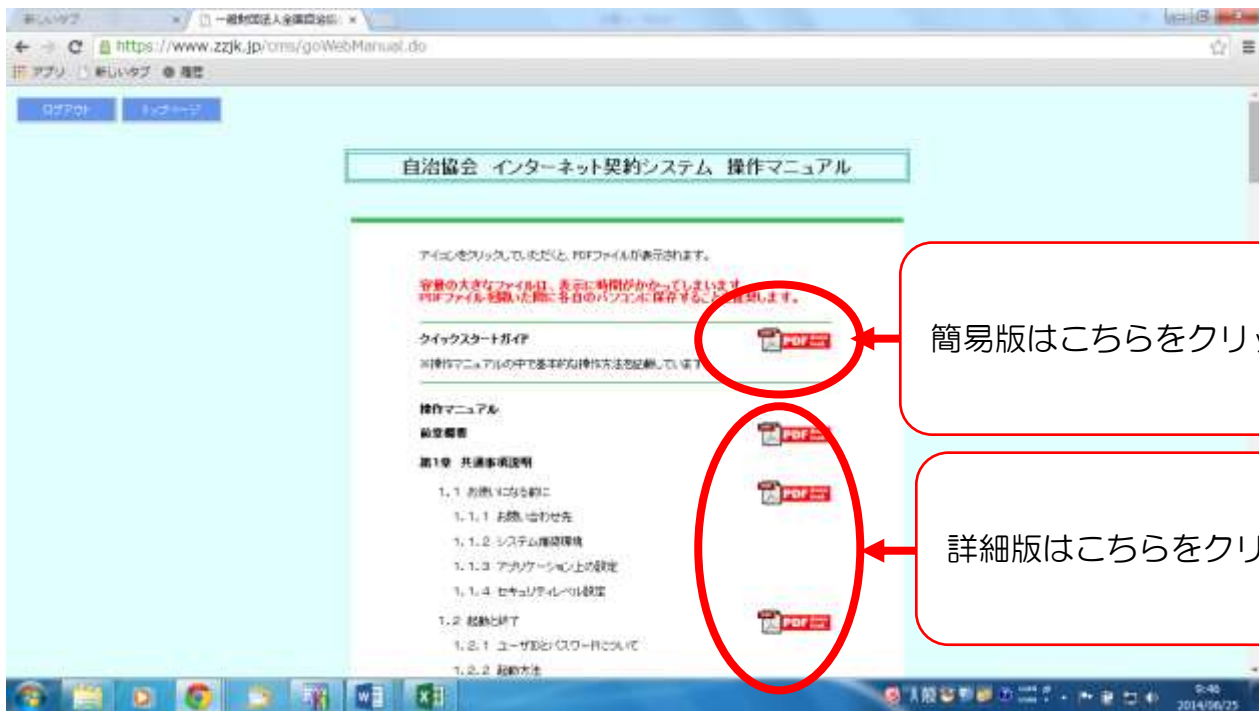 新しいタブ
https://www.zzjk.jp/cms/goWebManual.do
アプリ 新しいタブ 履歴
ログアウト トップページ
自治協会 インターネット契約システム 操作マニュアル
アイコンをクリックしていただくと、PDFファイルが表示されます。
容量の大きなファイルは、表示に時間がかかってしまいます。
PDFファイルを開いた際に各自のパソコンに保存することを推奨します。
クイックスタートガイド
PDF
※操作マニュアルの中で基本的な操作方法を記載しています
簡易版はこちらをクリッ
操作マニュアル
前空概要
PDF
第1章 共通事項説明
1.1 お使いになる前に
PDF
1.1.1 お問い合わせ先
1.1.2 システム推奨環境
1.1.3 アプリケーション上の設定
1.1.4 セキュリティレベル設定
詳細版はこちらをクリ
1.2 起動と終了
PDF
1.2.1 ユーザIDとパスワードについて
1.2.2 起動方法
9:46
2014/06/25